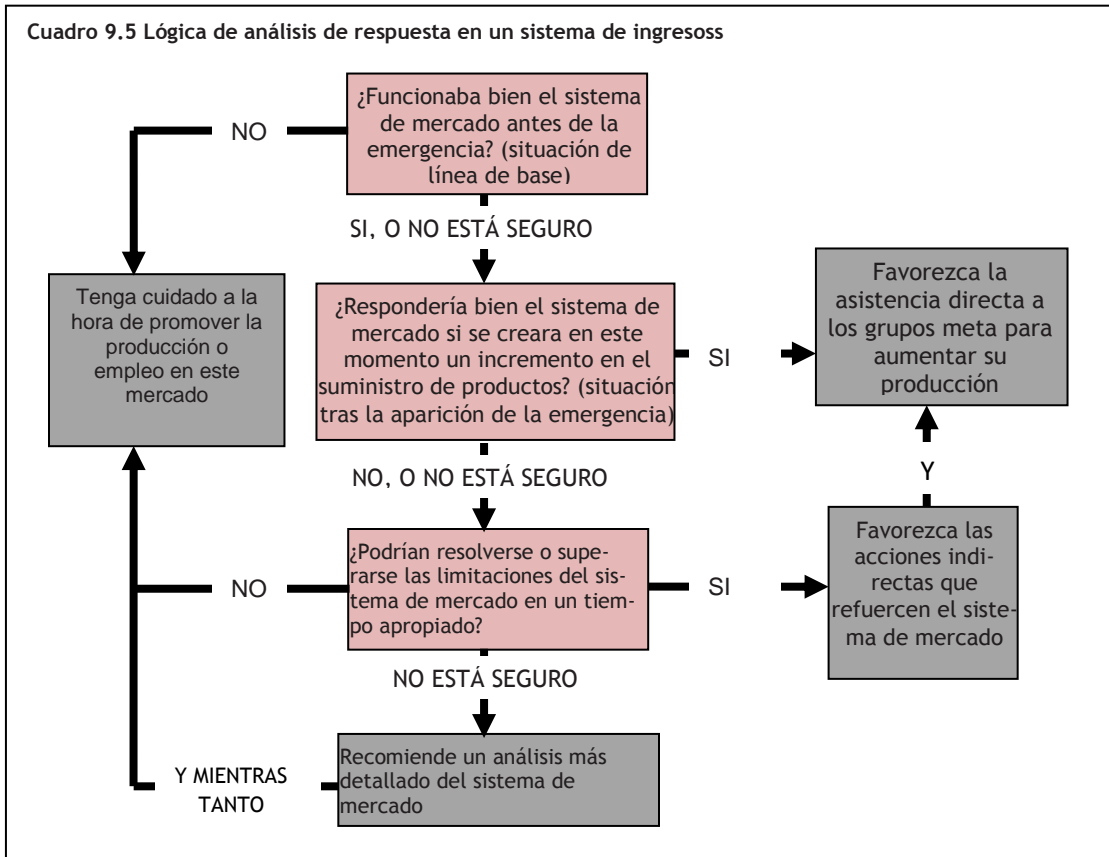 Cuadro 9.5 Lógica de análisis de respuesta en un sistema de ingresoss
¿Funcionaba bien el sistema
de mercado antes de la
emergencia? (situación de
línea de base)
NO
SI, O NO ESTÁ SEGURO
Tenga cuidado a la
hora de promover la
producción o
empleo en este
mercado
¿Respondería bien el sistema de
mercado si se creara en este
momento un incremento en el
suministro de productos? (situación
tras la aparición de la emergencia)
SI
Favorezca la
asistencia directa a
los grupos meta para
aumentar su
producción
NO, O NO ESTÁ SEGURO
Y
¿Podrían resolverse o supe-
rarse las limitaciones del sis-
tema de mercado en un tiem-
po apropiado?
NO
SI
Favorezca las
acciones indi-
rectas que
refuercen el siste-
ma de mercado
NO ESTÁ SEGURO
Recomiende un análisis más
detallado del sistema de
mercado
Y MIENTRAS
TANTO